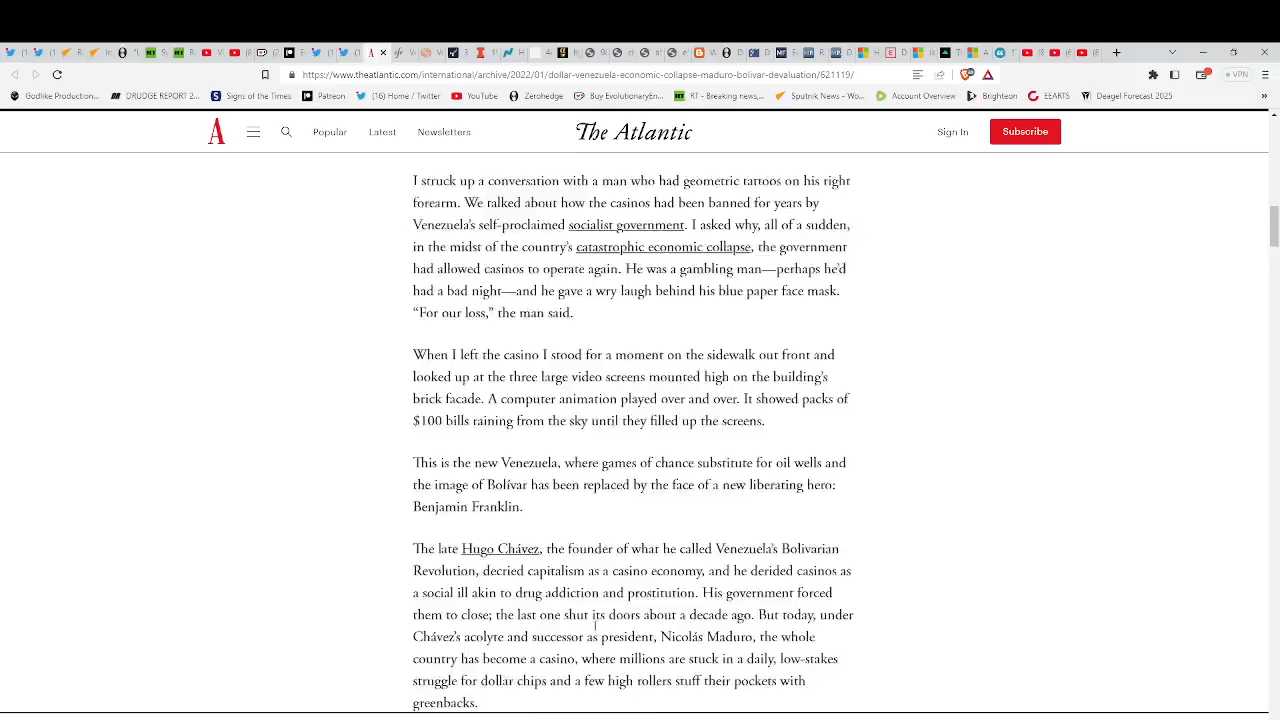 https://www.theatlantic.com/international/archive/2022/01/dollar-venezuela-economic-collapse-maduro-bolivar-devaluation/621119/
VPN
Godlike Production... DRUDGE REPORT 2... Signs of the Times Patreon (16) Home / Twitter YouTube Zerohedge Buy EvolutionaryEn... RT - Breaking news,... Sputnik News - Wo... Account Overview Brighteon EEARTS Deagel Forecast 2025
A Popular Latest Newsletters The Atlantic Sign In Subscribe
I struck up a conversation with a man who had geometric tattoos on his right
forearm. We talked about how the casinos had been banned for years by
Venezuela’s self-proclaimed socialist government. I asked why, all of a sudden,
in the midst of the country’s catastrophic economic collapse, the government
had allowed casinos to operate again. He was a gambling man—perhaps he’d
had a bad night—and he gave a wry laugh behind his blue paper face mask.
“For our loss,” the man said.
When I left the casino I stood for a moment on the sidewalk out front and
looked up at the three large video screens mounted high on the building’s
brick facade. A computer animation played over and over. It showed packs of
$100 bills raining from the sky until they filled up the screens.
This is the new Venezuela, where games of chance substitute for oil wells and
the image of Bolívar has been replaced by the face of a new liberating hero:
Benjamin Franklin.
The late Hugo Chávez, the founder of what he called Venezuela’s Bolivarian
Revolution, decried capitalism as a casino economy, and he derided casinos as
a social ill akin to drug addiction and prostitution. His government forced
them to close; the last one shut its doors about a decade ago. But today, under
Chávez’s acolyte and successor as president, Nicolás Maduro, the whole
country has become a casino, where millions are stuck in a daily, low-stakes
struggle for dollar chips and a few high rollers stuff their pockets with
greenbacks.